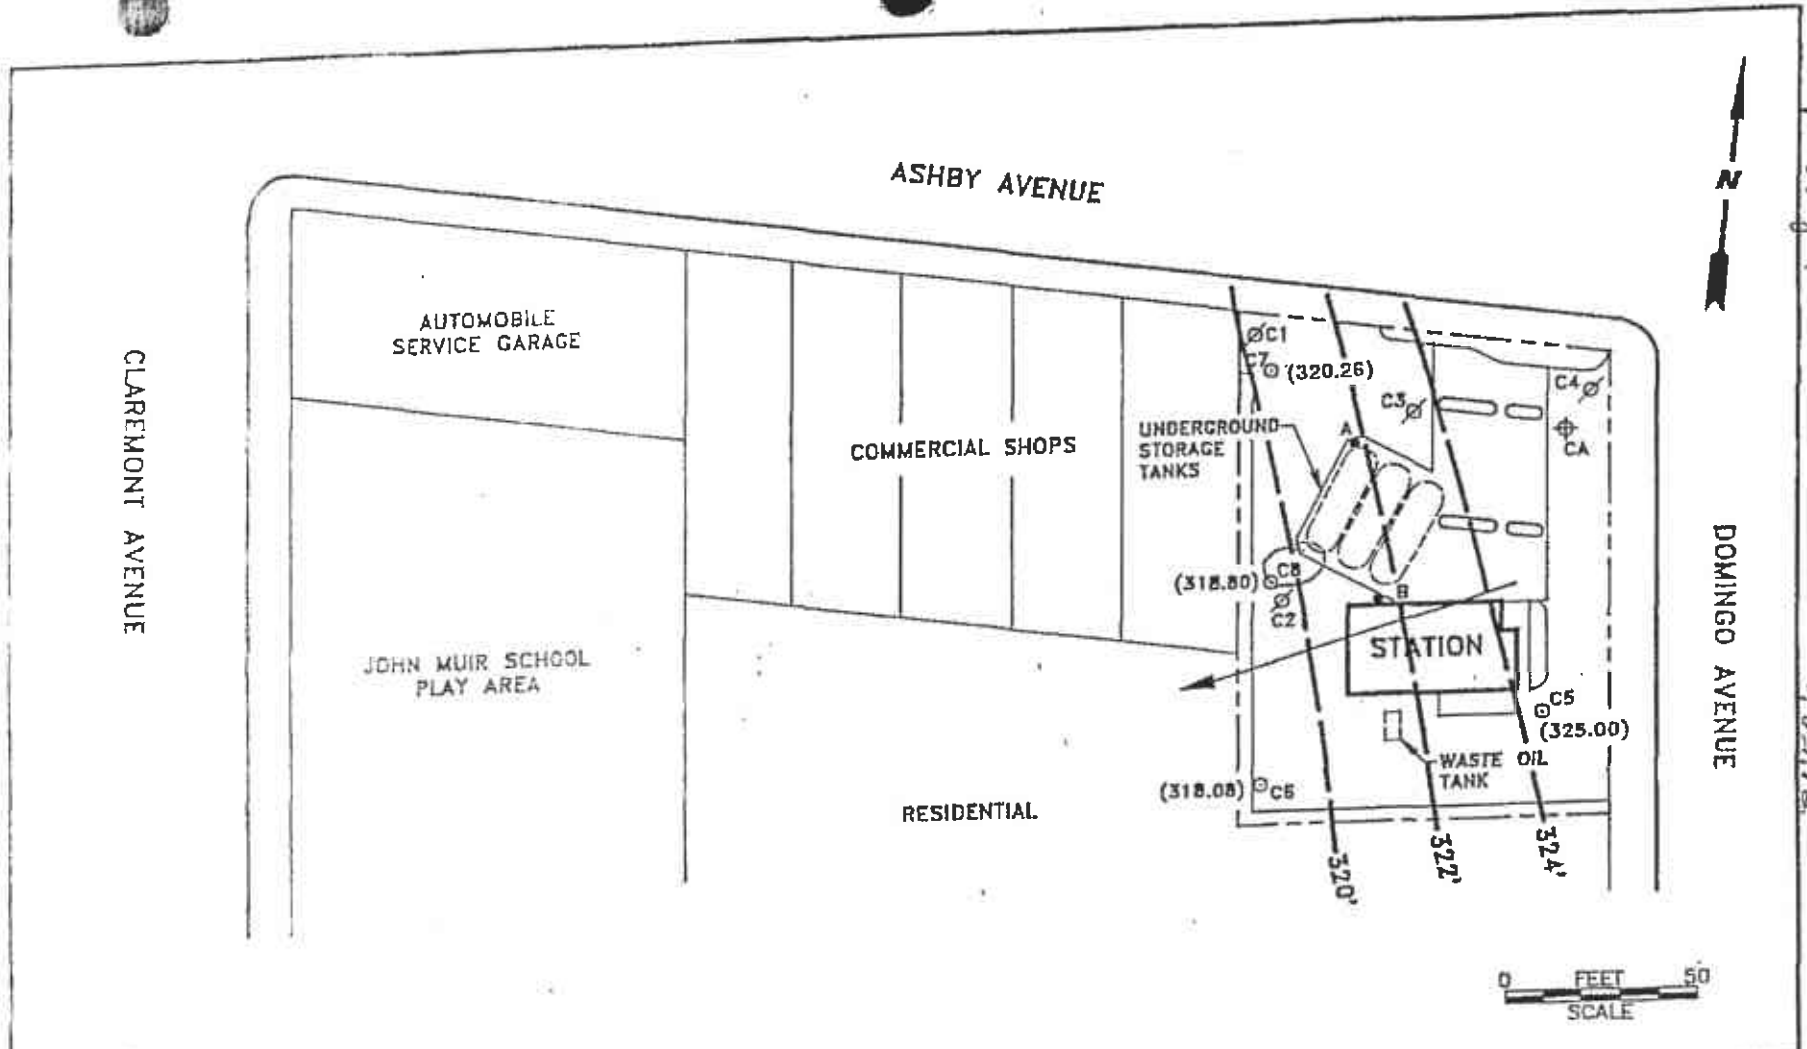 ASHBY AVENUE
N
AUTOMOBILE
SERVICE GARAGE
CLAREMONT AVENUE
COMMERCIAL SHOPS
C1
C7
(320.26)
C3
C4
CA
UNDERGROUND
STORAGE
TANKS
A
(318.80)
C8
C2
B
STATION
DOMINGO AVENUE
JOHN MUIR SCHOOL
PLAY AREA
C5
(325.00)
WASTE OIL
TANK
(318.08)
C6
RESIDENTIAL
320'
322'
324'
0 FEET 50
SCALE